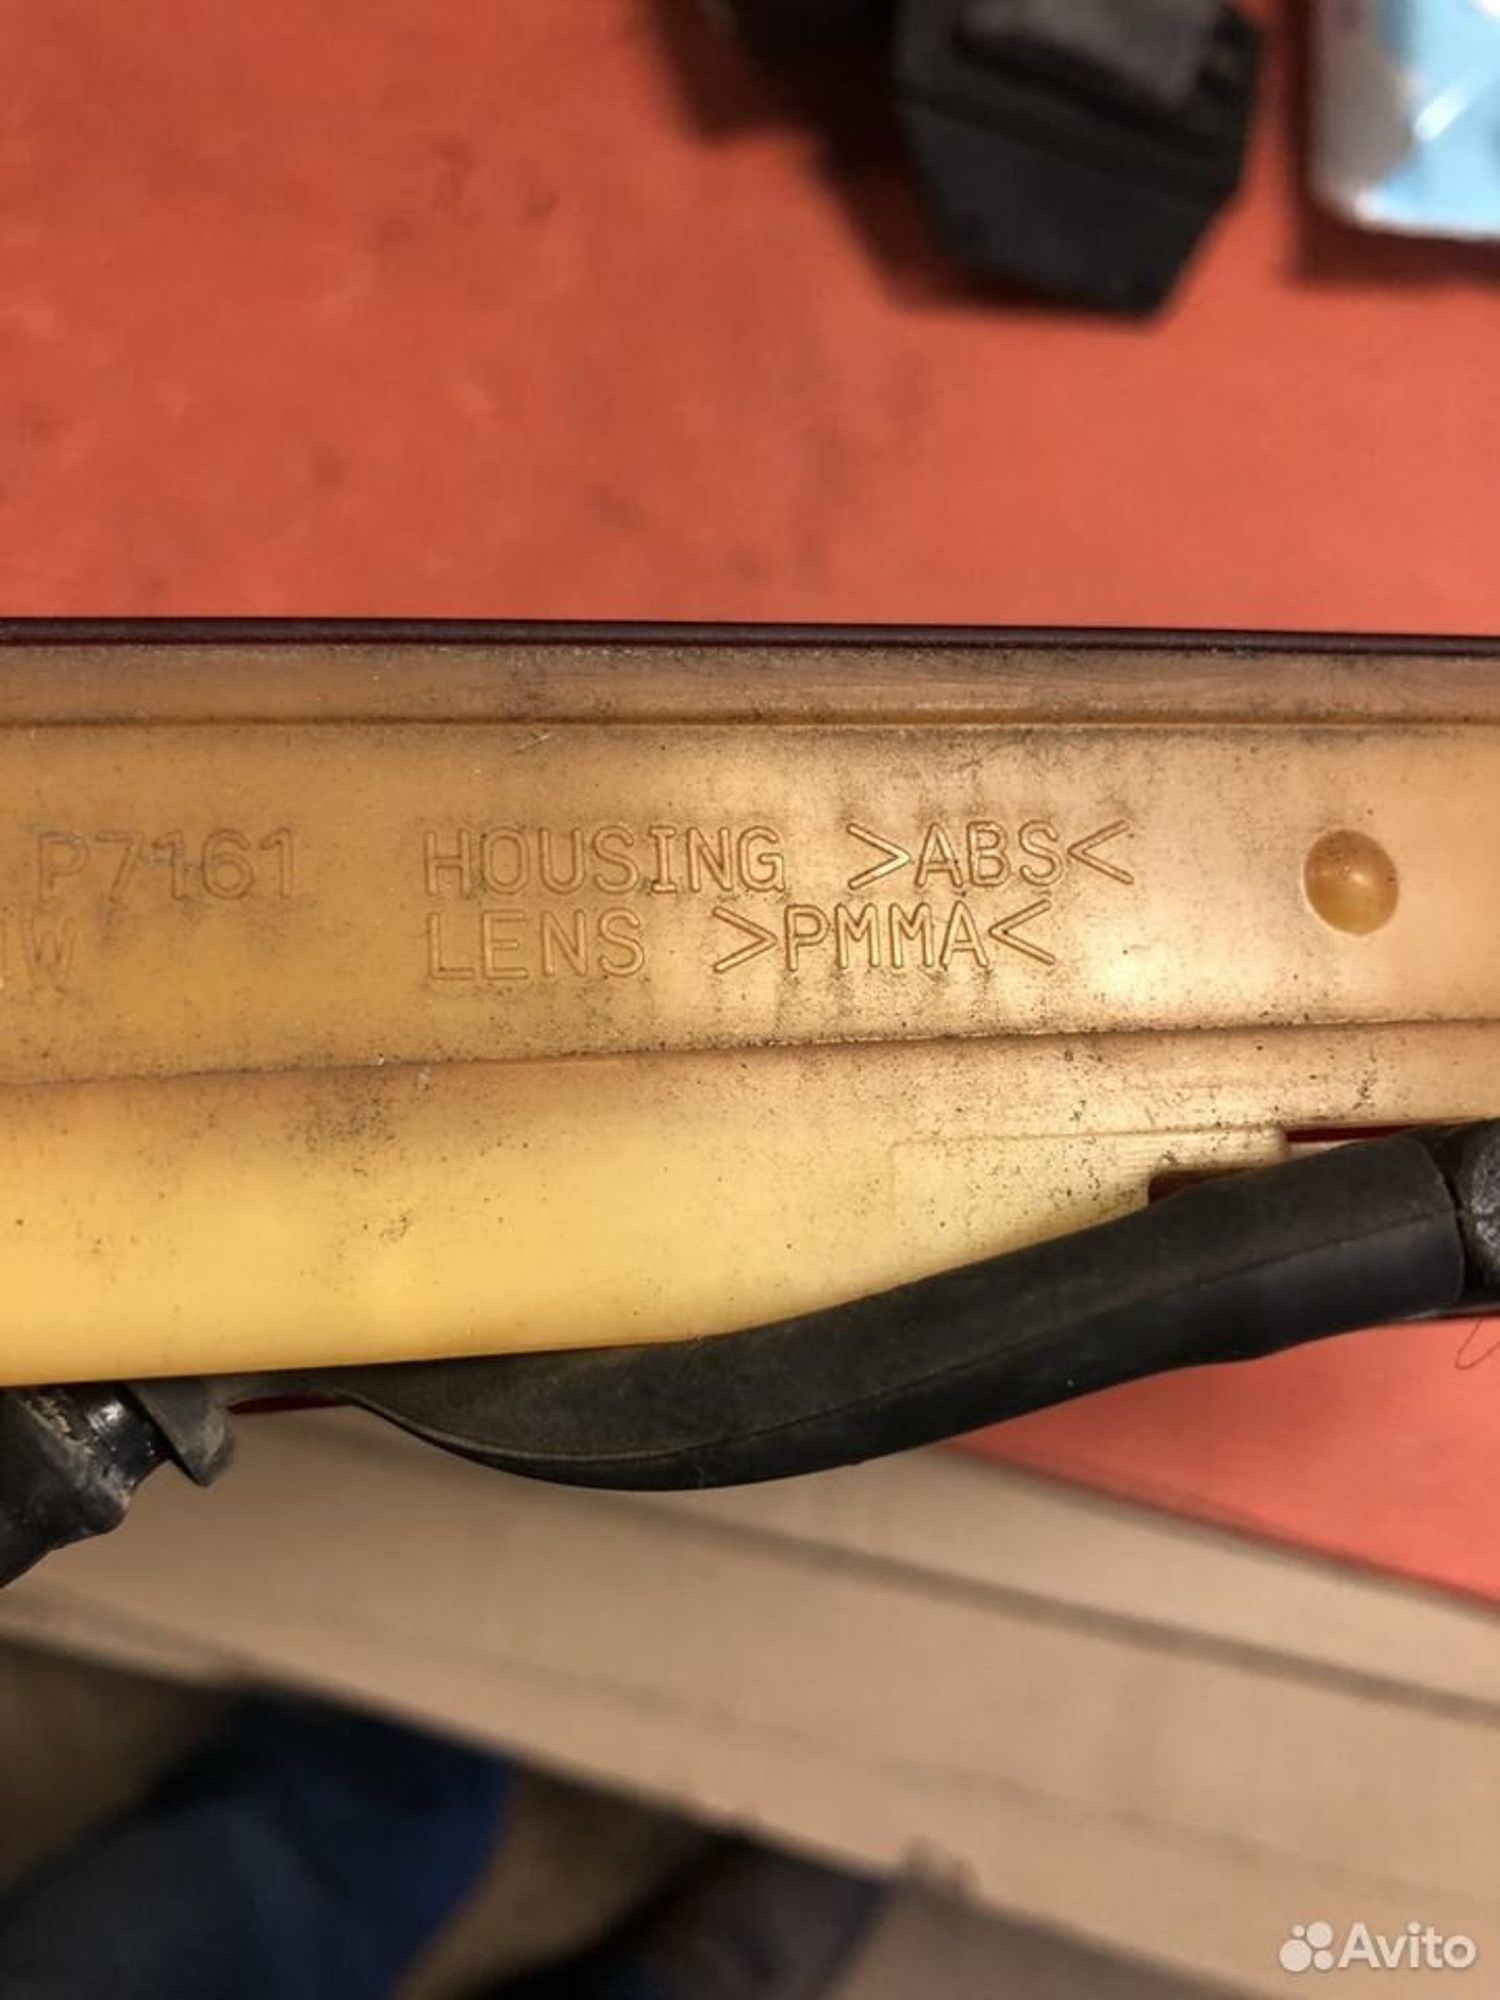 P7161 HOUSING >ABS<
LENS >PMMA<
Avito